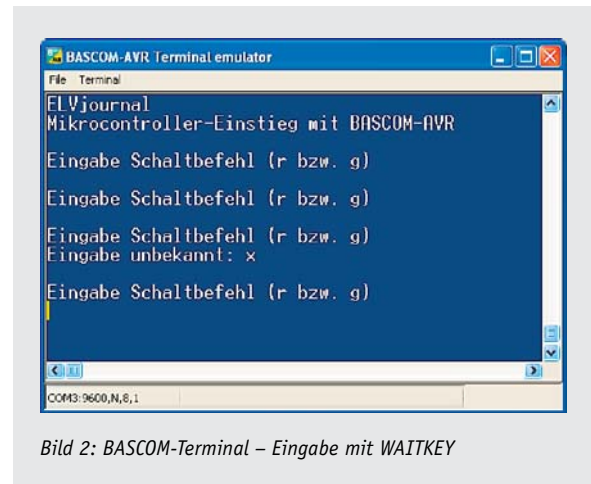 BASCOM-AVR Terminal emulator
File Terminal
ELVjournal
Mikrocontroller-Einstieg mit BASCOM-AVR
Eingabe Schaltbefehl (r bzw. g)
Eingabe Schaltbefehl (r bzw. g)
Eingabe Schaltbefehl (r bzw. g)
Eingabe unbekannt: x
Eingabe Schaltbefehl (r bzw. g)
COM3:9600,N,8,1
Bild 2: BASCOM-Terminal – Eingabe mit WAITKEY